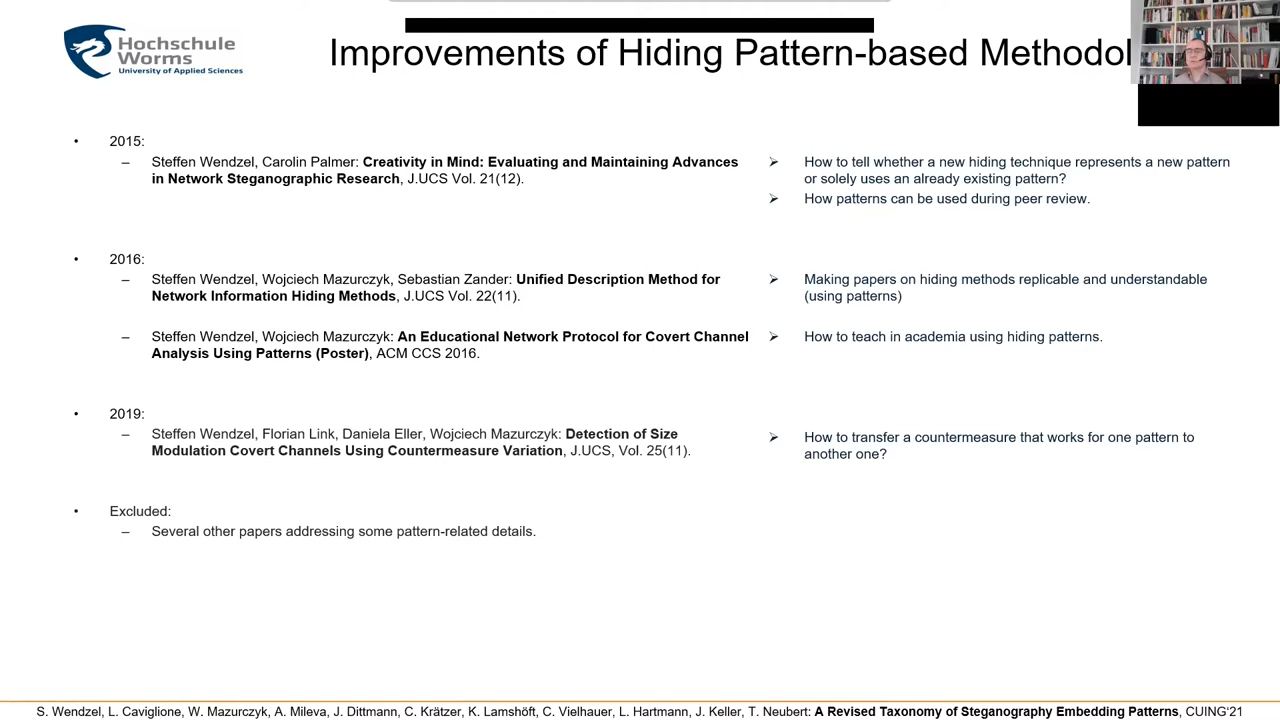 Hochschule
Worms
University of Applied Sciences
Improvements of Hiding Pattern-based Methodol
• 2015:
– Steffen Wendzel, Carolin Palmer: Creativity in Mind: Evaluating and Maintaining Advances
in Network Steganographic Research, J.UCS Vol. 21(12).
➢ How to tell whether a new hiding technique represents a new pattern
or solely uses an already existing pattern?
➢ How patterns can be used during peer review.
• 2016:
– Steffen Wendzel, Wojciech Mazurczyk, Sebastian Zander: Unified Description Method for
Network Information Hiding Methods, J.UCS Vol. 22(11).
➢ Making papers on hiding methods replicable and understandable
(using patterns)
– Steffen Wendzel, Wojciech Mazurczyk: An Educational Network Protocol for Covert Channel
Analysis Using Patterns (Poster), ACM CCS 2016.
➢ How to teach in academia using hiding patterns.
• 2019:
– Steffen Wendzel, Florian Link, Daniela Eller, Wojciech Mazurczyk: Detection of Size
Modulation Covert Channels Using Countermeasure Variation, J.UCS, Vol. 25(11).
➢ How to transfer a countermeasure that works for one pattern to
another one?
• Excluded:
– Several other papers addressing some pattern-related details.
S. Wendzel, L. Caviglione, W. Mazurczyk, A. Mileva, J. Dittmann, C. Krätzer, K. Lamshöft, C. Vielhauer, L. Hartmann, J. Keller, T. Neubert: A Revised Taxonomy of Steganography Embedding Patterns, CUING'21